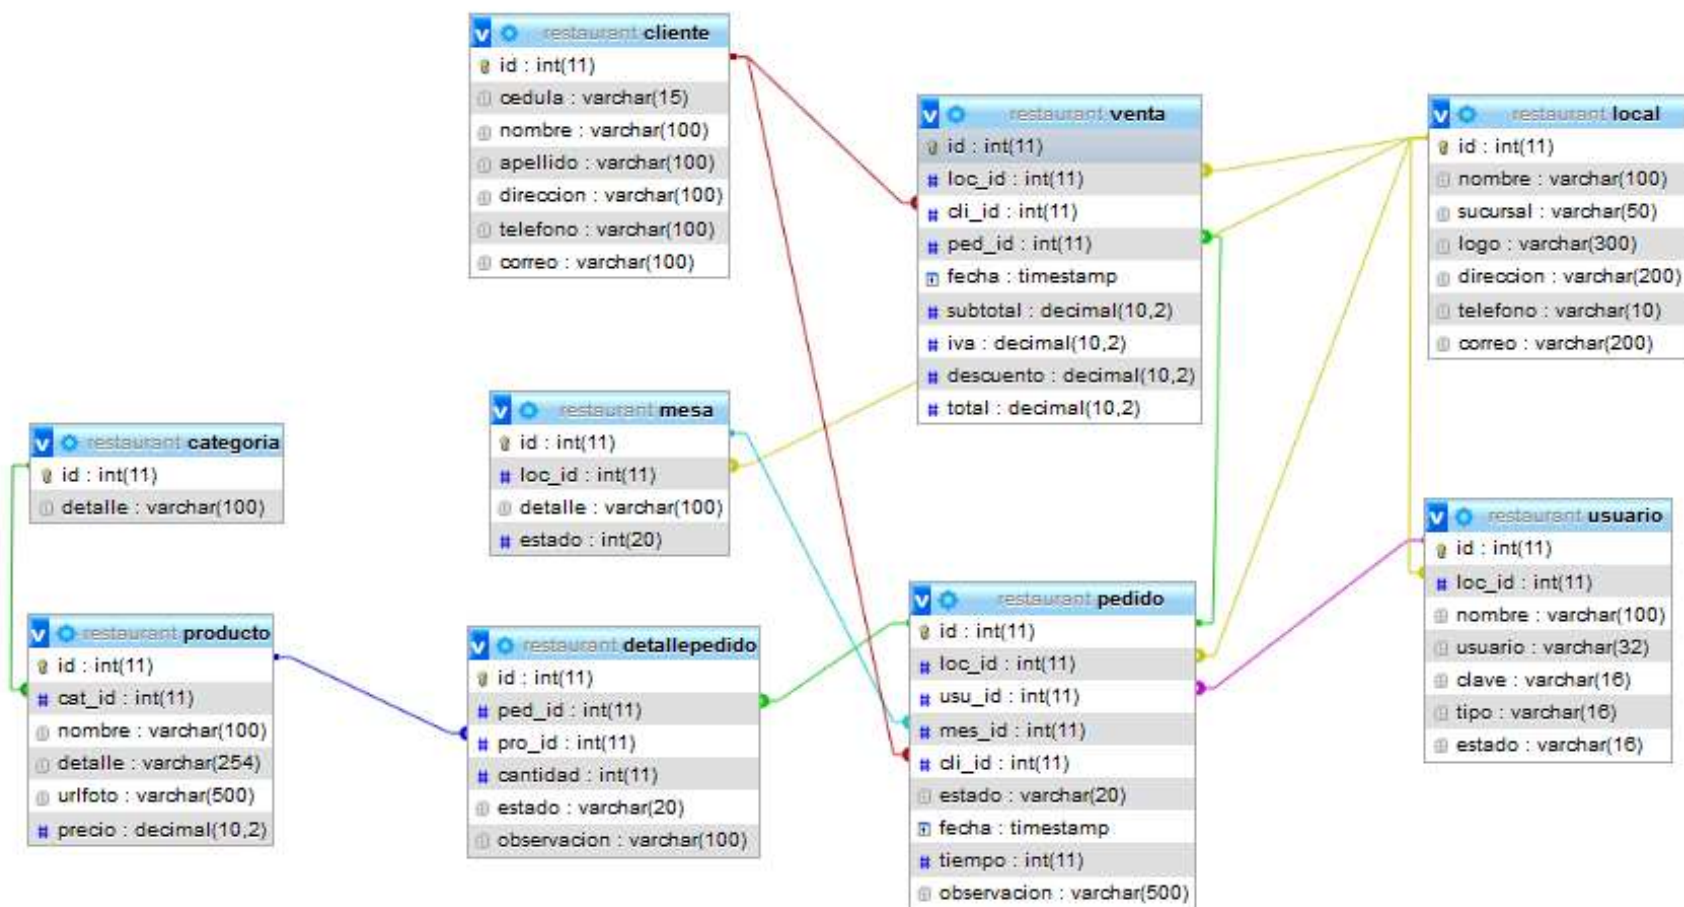 restaurant cliente
id : int(11)
cedula : varchar(15)
nombre : varchar(100)
apellido : varchar(100)
direccion : varchar(100)
telefono : varchar(100)
correo : varchar(100)
restaurant venta
id : int(11)
loc_id : int(11)
cli_id : int(11)
ped_id : int(11)
fecha : timestamp
subtotal : decimal(10,2)
iva : decimal(10,2)
descuento : decimal(10,2)
total : decimal(10,2)
restaurant local
id : int(11)
nombre : varchar(100)
sucursal : varchar(50)
logo : varchar(300)
direccion : varchar(200)
telefono : varchar(10)
correo : varchar(200)
restaurant mesa
id : int(11)
loc_id : int(11)
detalle : varchar(100)
estado : int(20)
restaurant categoria
id : int(11)
detalle : varchar(100)
restaurant usuario
id : int(11)
loc_id : int(11)
nombre : varchar(100)
usuario : varchar(32)
clave : varchar(16)
tipo : varchar(16)
estado : varchar(16)
restaurant producto
id : int(11)
cat_id : int(11)
nombre : varchar(100)
detalle : varchar(254)
urlfoto : varchar(500)
precio : decimal(10,2)
restaurant detallepedido
id : int(11)
ped_id : int(11)
pro_id : int(11)
cantidad : int(11)
estado : varchar(20)
observacion : varchar(100)
restaurant pedido
id : int(11)
loc_id : int(11)
usu_id : int(11)
mes_id : int(11)
cli_id : int(11)
estado : varchar(20)
fecha : timestamp
tiempo : int(11)
observacion : varchar(500)